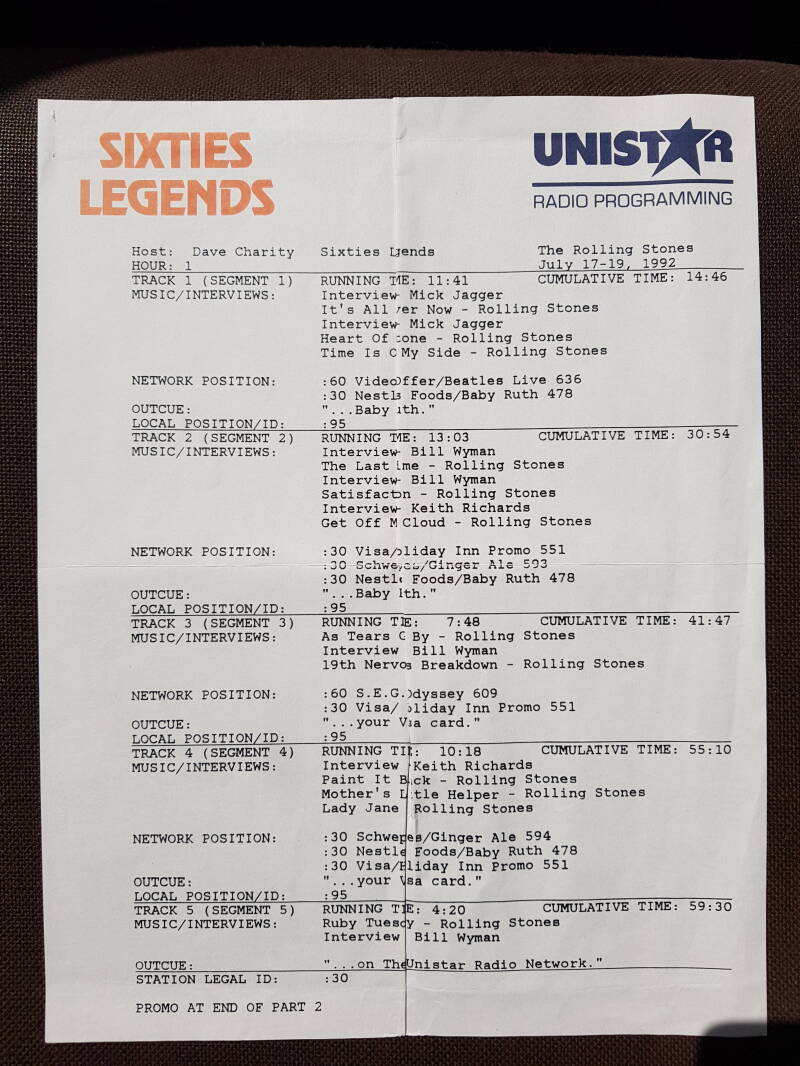 SIXTIES
LEGENDS
UNISTAR
RADIO PROGRAMMING
Host: Dave Charity Sixties Legends The Rolling Stones
HOUR: 1 July 17-19, 1992
TRACK 1 (SEGMENT 1) RUNNING TIME: 11:41 CUMULATIVE TIME: 14:46
MUSIC/INTERVIEWS: Interview - Mick Jagger
It's All Over Now - Rolling Stones
Interview - Mick Jagger
Heart Of Stone - Rolling Stones
Time Is On My Side - Rolling Stones
NETWORK POSITION: :60 Video Offer/Beatles Live 636
:30 Nestle Foods/Baby Ruth 478
OUTCUE: "...Baby Ruth."
LOCAL POSITION/ID: :95
TRACK 2 (SEGMENT 2) RUNNING TIME: 13:03 CUMULATIVE TIME: 30:54
MUSIC/INTERVIEWS: Interview - Bill Wyman
The Last Time - Rolling Stones
Interview - Bill Wyman
Satisfaction - Rolling Stones
Interview - Keith Richards
Get Off My Cloud - Rolling Stones
NETWORK POSITION: :30 Visa/Holiday Inn Promo 551
:30 Schweppes/Ginger Ale 593
:30 Nestle Foods/Baby Ruth 478
OUTCUE: "...Baby Ruth."
LOCAL POSITION/ID: :95
TRACK 3 (SEGMENT 3) RUNNING TIME: 7:48 CUMULATIVE TIME: 41:47
MUSIC/INTERVIEWS: As Tears Go By - Rolling Stones
Interview - Bill Wyman
19th Nervous Breakdown - Rolling Stones
NETWORK POSITION: :60 S.E.G. Odyssey 609
:30 Visa/Holiday Inn Promo 551
OUTCUE: "...your Visa card."
LOCAL POSITION/ID: :95
TRACK 4 (SEGMENT 4) RUNNING TIME: 10:18 CUMULATIVE TIME: 55:10
MUSIC/INTERVIEWS: Interview - Keith Richards
Paint It Black - Rolling Stones
Mother's Little Helper - Rolling Stones
Lady Jane - Rolling Stones
NETWORK POSITION: :30 Schweppes/Ginger Ale 594
:30 Nestle Foods/Baby Ruth 478
:30 Visa/Holiday Inn Promo 551
OUTCUE: "...your Visa card."
LOCAL POSITION/ID: :95
TRACK 5 (SEGMENT 5) RUNNING TIME: 4:20 CUMULATIVE TIME: 59:30
MUSIC/INTERVIEWS: Ruby Tuesday - Rolling Stones
Interview - Bill Wyman
OUTCUE: "...on The Unistar Radio Network."
STATION LEGAL ID: :30
PROMO AT END OF PART 2